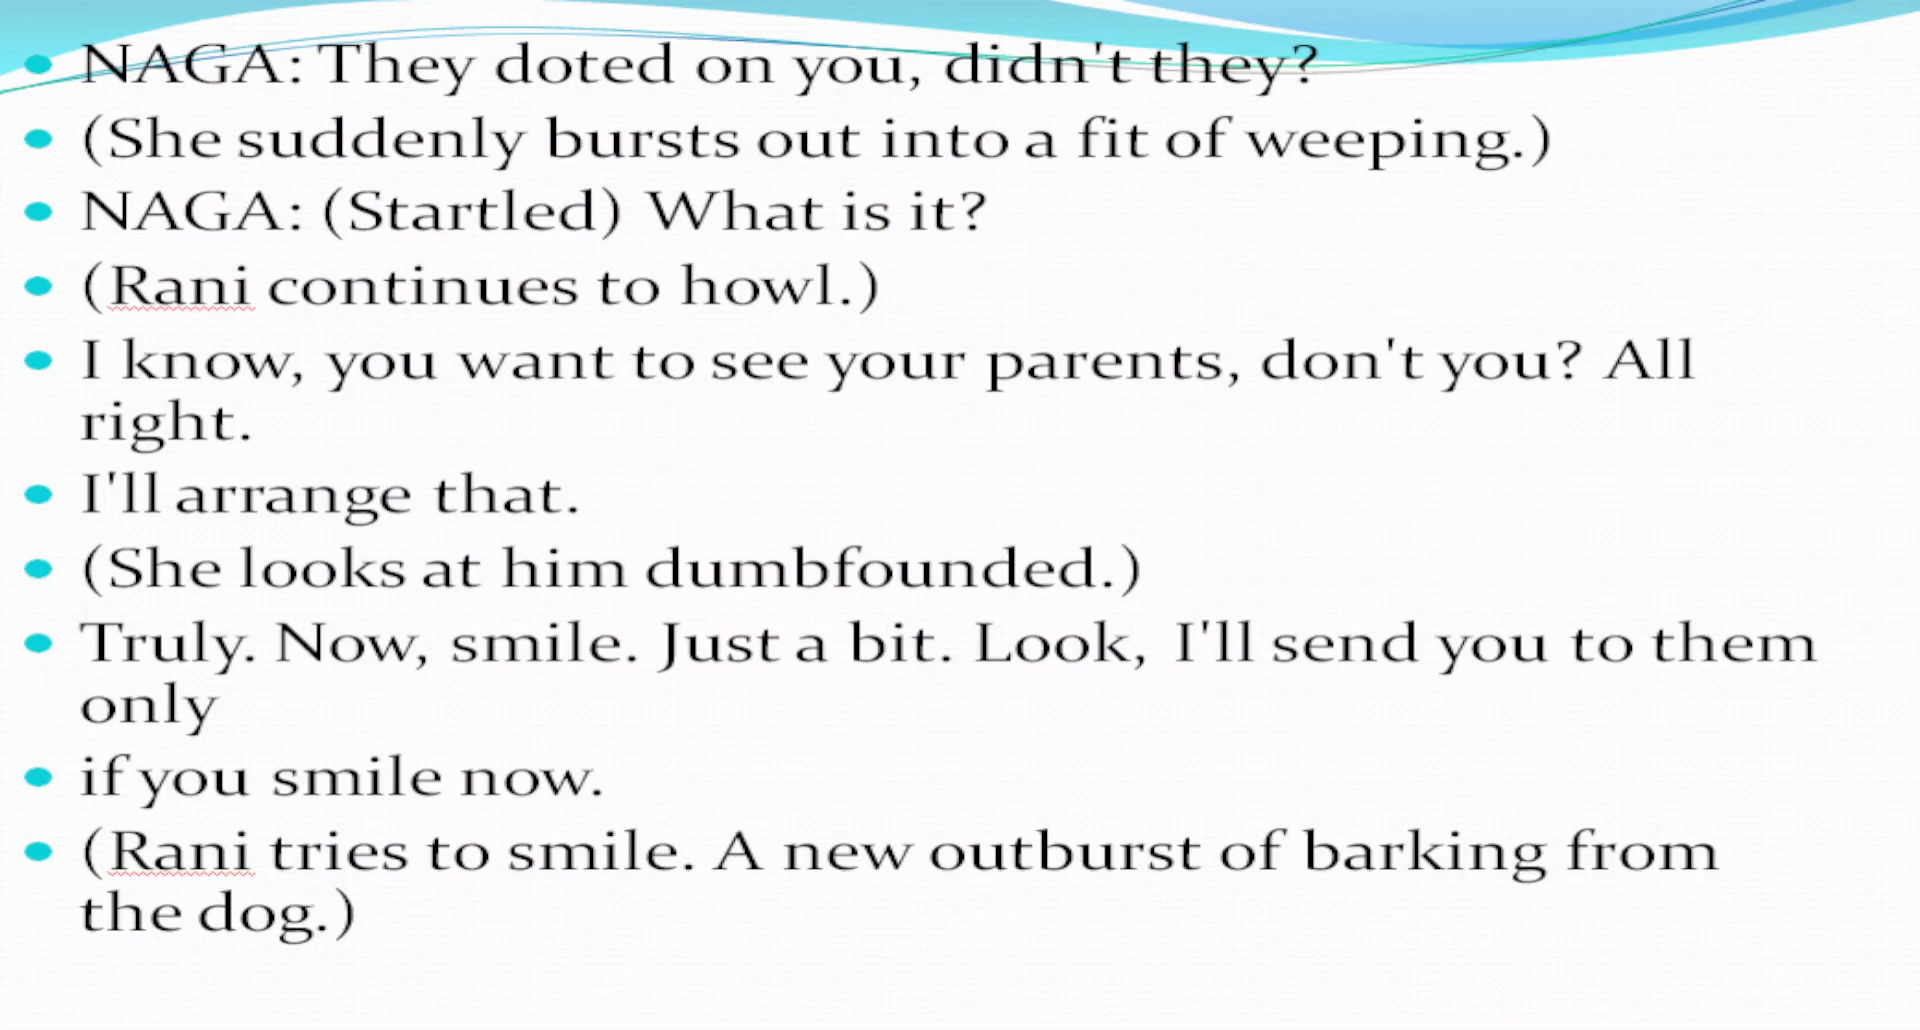 NAGA: They doted on you, didn't they?
(She suddenly bursts out into a fit of weeping.)
NAGA: (Startled) What is it?
(Rani continues to howl.)
I know, you want to see your parents, don't you? All
right.
I'll arrange that.
(She looks at him dumbfounded.)
Truly. Now, smile. Just a bit. Look, I'll send you to them
only
if you smile now.
(Rani tries to smile. A new outburst of barking from
the dog.)